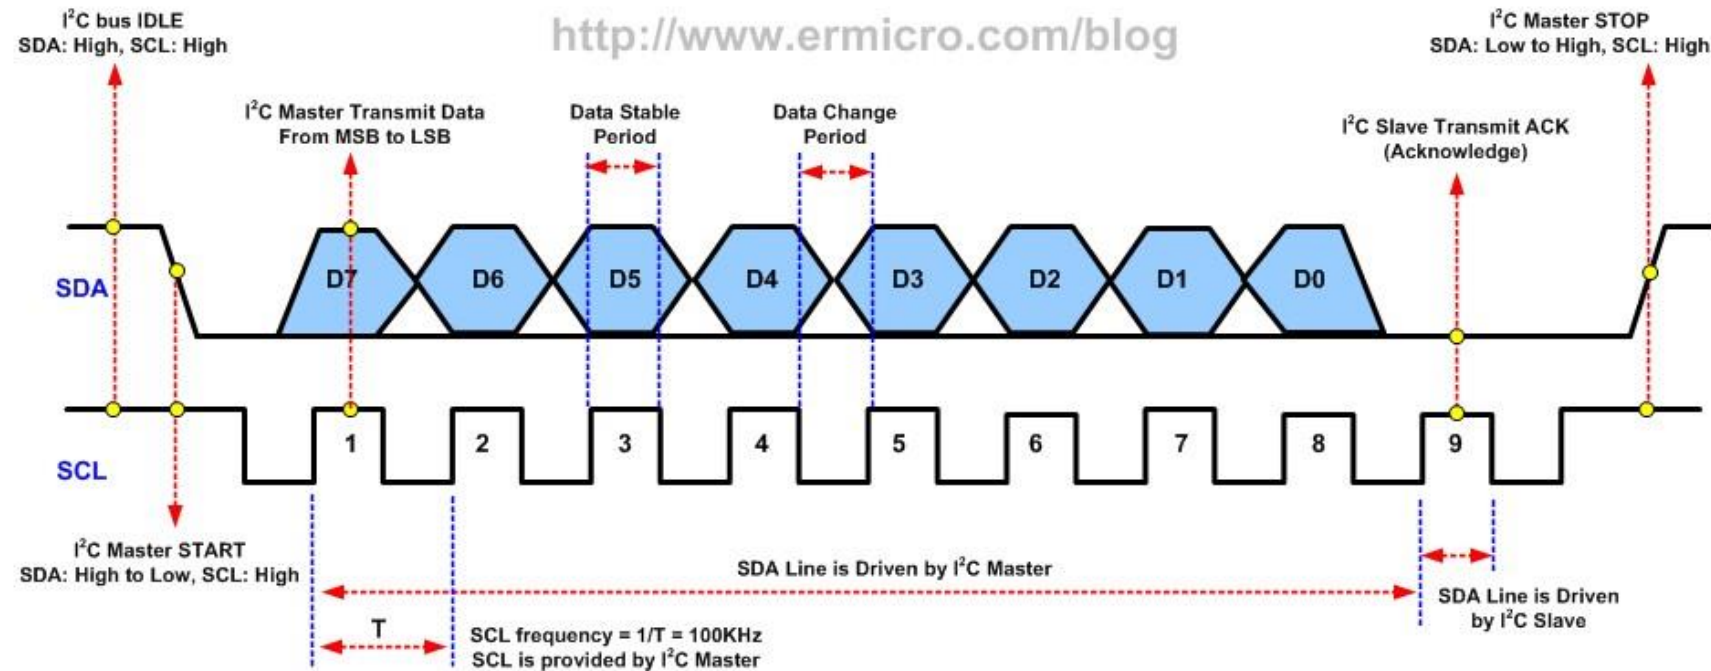 http://www.ermicro.com/blog
I²C bus IDLE
SDA: High, SCL: High
I²C Master STOP
SDA: Low to High, SCL: High
I²C Master Transmit Data
From MSB to LSB
Data Stable
Period
Data Change
Period
I²C Slave Transmit ACK
(Acknowledge)
SDA
D7
D6
D5
D4
D3
D2
D1
D0
SCL
1
2
3
4
5
6
7
8
9
I²C Master START
SDA: High to Low, SCL: High
SDA Line is Driven by I²C Master
SDA Line is Driven
by I²C Slave
T
SCL frequency = 1/T = 100KHz
SCL is provided by I²C Master